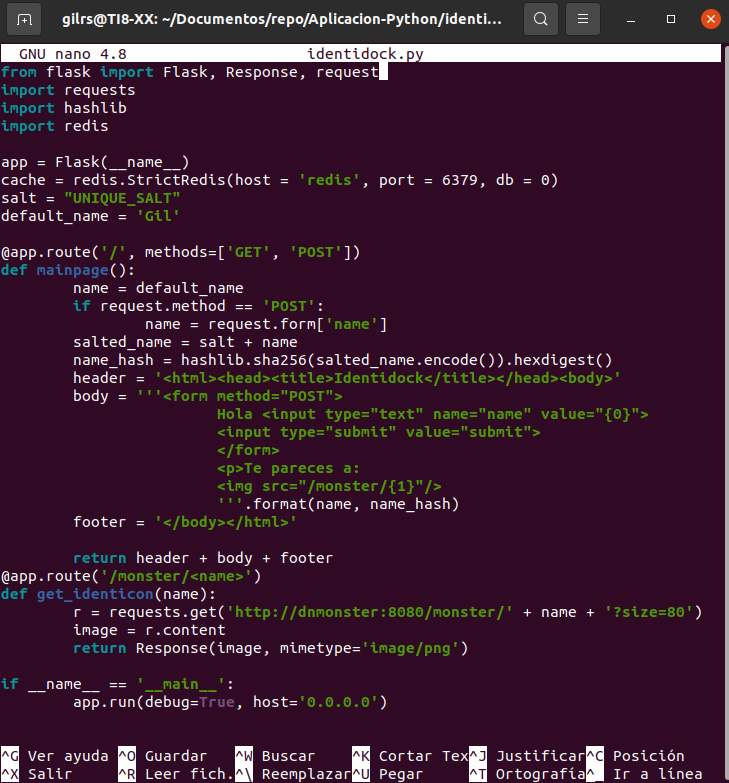 gilrs@TI8-XX: ~/Documentos/repo/Aplicacion-Python/identi...
GNU nano 4.8                    identidock.py
from flask import Flask, Response, request
import requests
import hashlib
import redis

app = Flask(__name__)
cache = redis.StrictRedis(host = 'redis', port = 6379, db = 0)
salt = "UNIQUE_SALT"
default_name = 'Gil'

@app.route('/', methods=['GET', 'POST'])
def mainpage():
        name = default_name
        if request.method == 'POST':
                name = request.form['name']
        salted_name = salt + name
        name_hash = hashlib.sha256(salted_name.encode()).hexdigest()
        header = '<html><head><title>Identidock</title></head><body>'
        body = '''<form method="POST">
                        Hola <input type="text" name="name" value="{0}">
                        <input type="submit" value="submit">
                        </form>
                        <p>Te pareces a:
                        <img src="/monster/{1}"/>
                        '''.format(name, name_hash)
        footer = '</body></html>'

        return header + body + footer
@app.route('/monster/<name>')
def get_identicon(name):
        r = requests.get('http://dnmonster:8080/monster/' + name + '?size=80')
        image = r.content
        return Response(image, mimetype='image/png')

if __name__ == '__main__':
        app.run(debug=True, host='0.0.0.0')

^G Ver ayuda ^O Guardar ^W Buscar ^K Cortar Tex^J Justificar^C Posición
^X Salir ^R Leer fich.^\ Reemplazar^U Pegar ^T Ortografía^_ Ir a línea